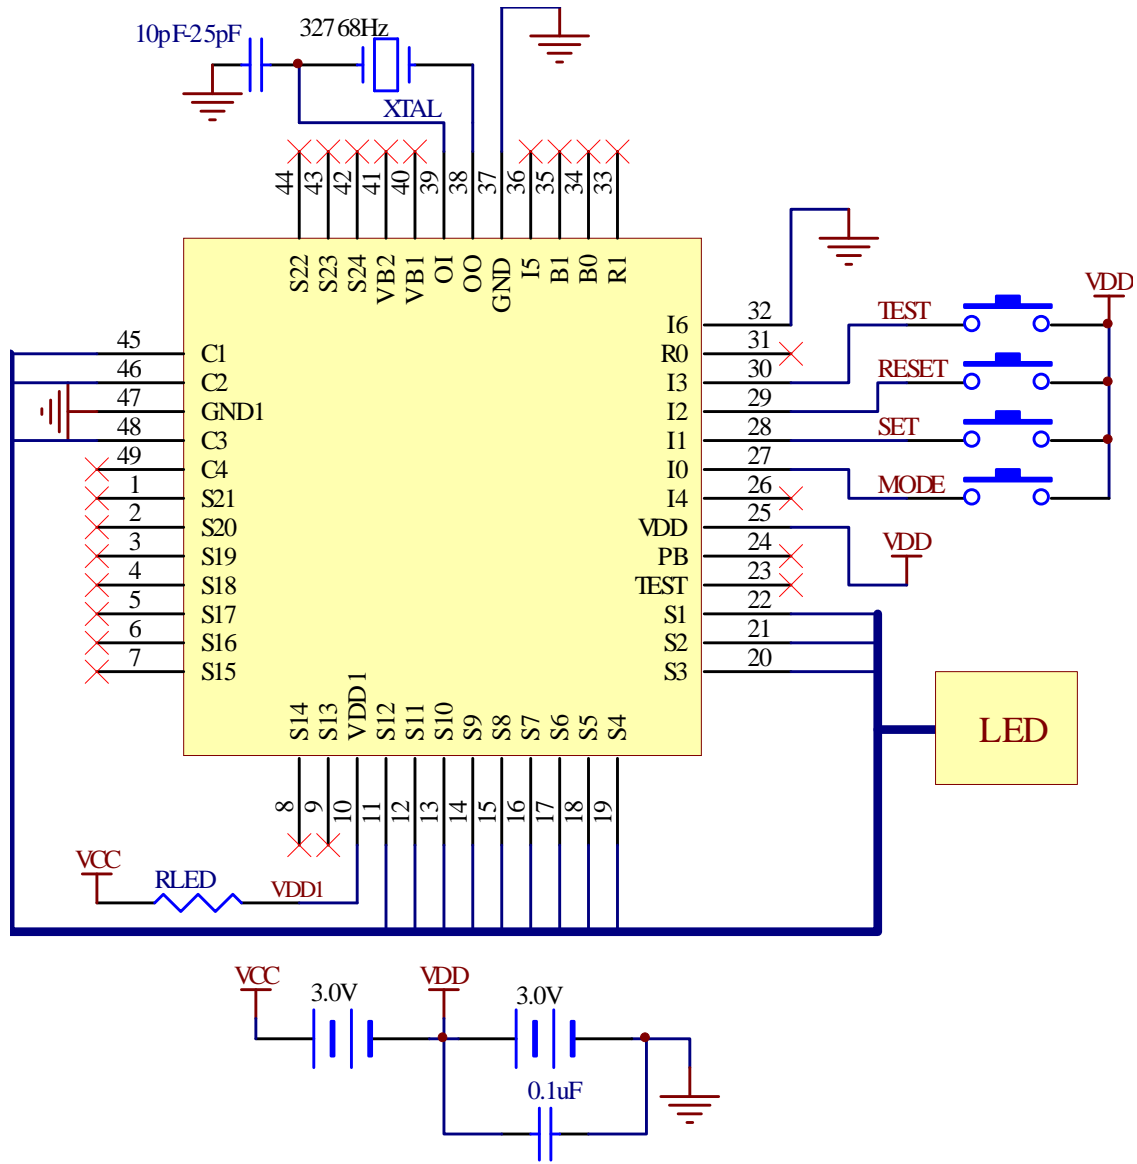 10pF-25pF
32768Hz
XTAL
44 43 42 41 40 39 38 37 36 35 34 33
S22 S23 S24 VB2 VB1 OI OO GND I5 B1 B0 R1
45 C1
46 C2
47 GND1
48 C3
49 C4
1 S21
2 S20
3 S19
4 S18
5 S17
6 S16
7 S15
I6 32
R0 31
I3 30
I2 29
I1 28
I0 27
I4 26
VDD 25
PB 24
TEST 23
S1 22
S2 21
S3 20
VDD
TEST
RESET
SET
MODE
VDD
LED
S14 S13 VDD1 S12 S11 S10 S9 S8 S7 S6 S5 S4
8 9 10 11 12 13 14 15 16 17 18 19
VCC
RLED
VDD1
VCC
3.0V
VDD
3.0V
0.1uF